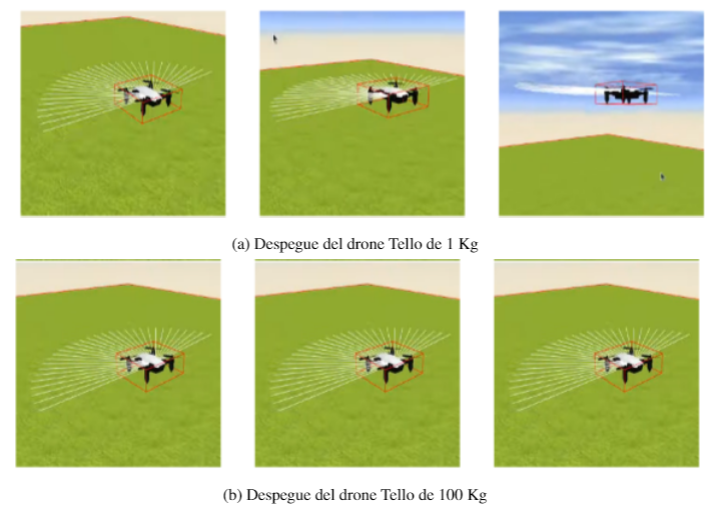 (a) Despegue del drone Tello de 1 Kg
(b) Despegue del drone Tello de 100 Kg